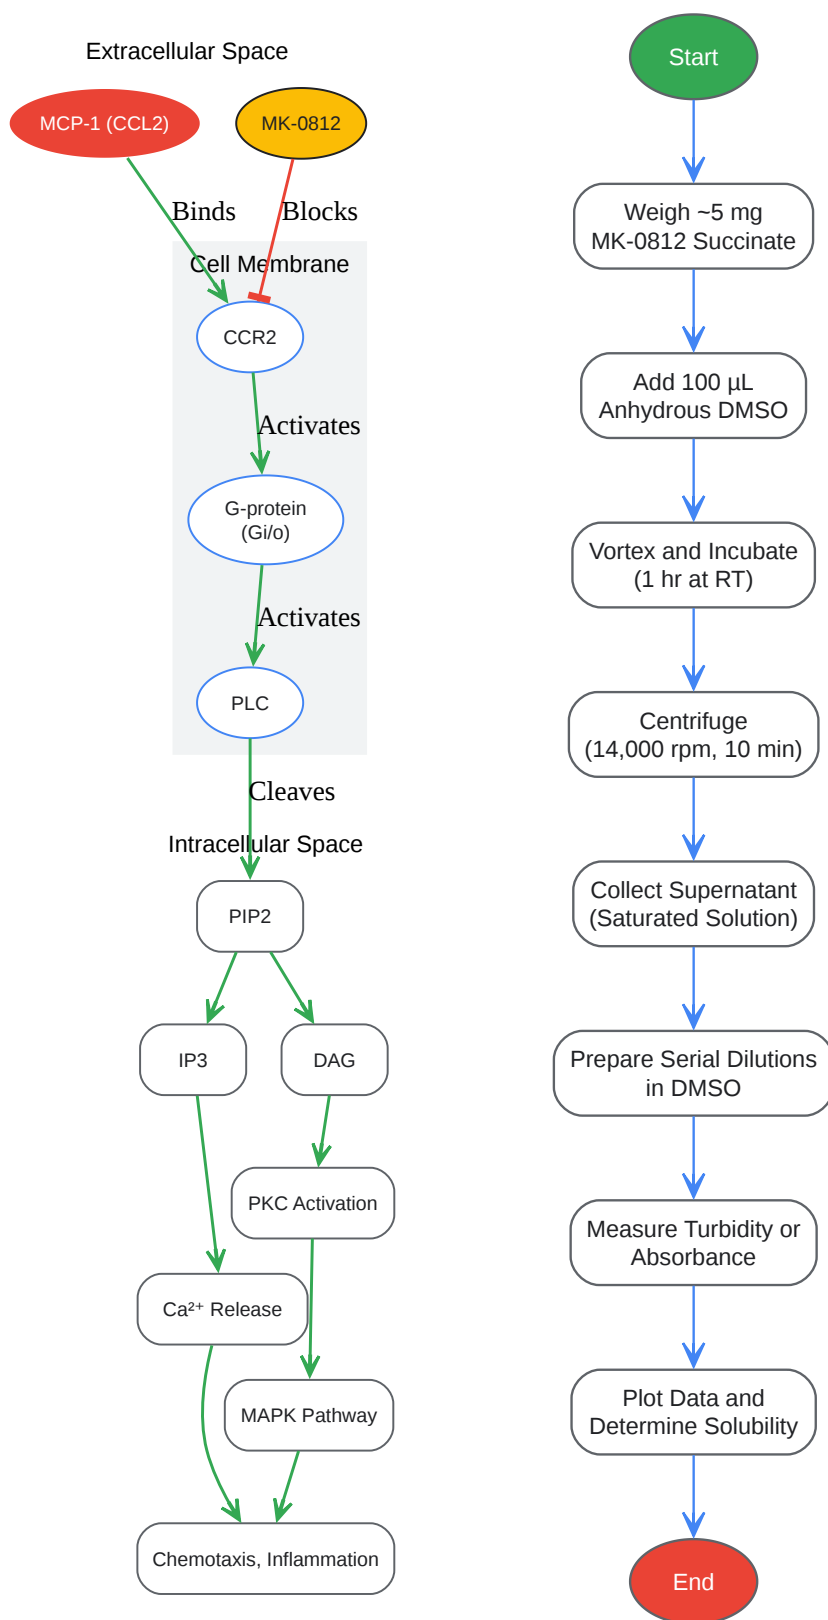 Extracellular Space
MCP-1 (CCL2)
MK-0812
Binds
Blocks
Cell Membrane
CCR2
Activates
G-protein
(Gi/o)
Activates
PLC
Cleaves
Intracellular Space
PIP2
IP3
DAG
PKC Activation
Ca²⁺ Release
MAPK Pathway
Chemotaxis, Inflammation
Start
Weigh ~5 mg
MK-0812 Succinate
Add 100 µL
Anhydrous DMSO
Vortex and Incubate
(1 hr at RT)
Centrifuge
(14,000 rpm, 10 min)
Collect Supernatant
(Saturated Solution)
Prepare Serial Dilutions
in DMSO
Measure Turbidity or
Absorbance
Plot Data and
Determine Solubility
End